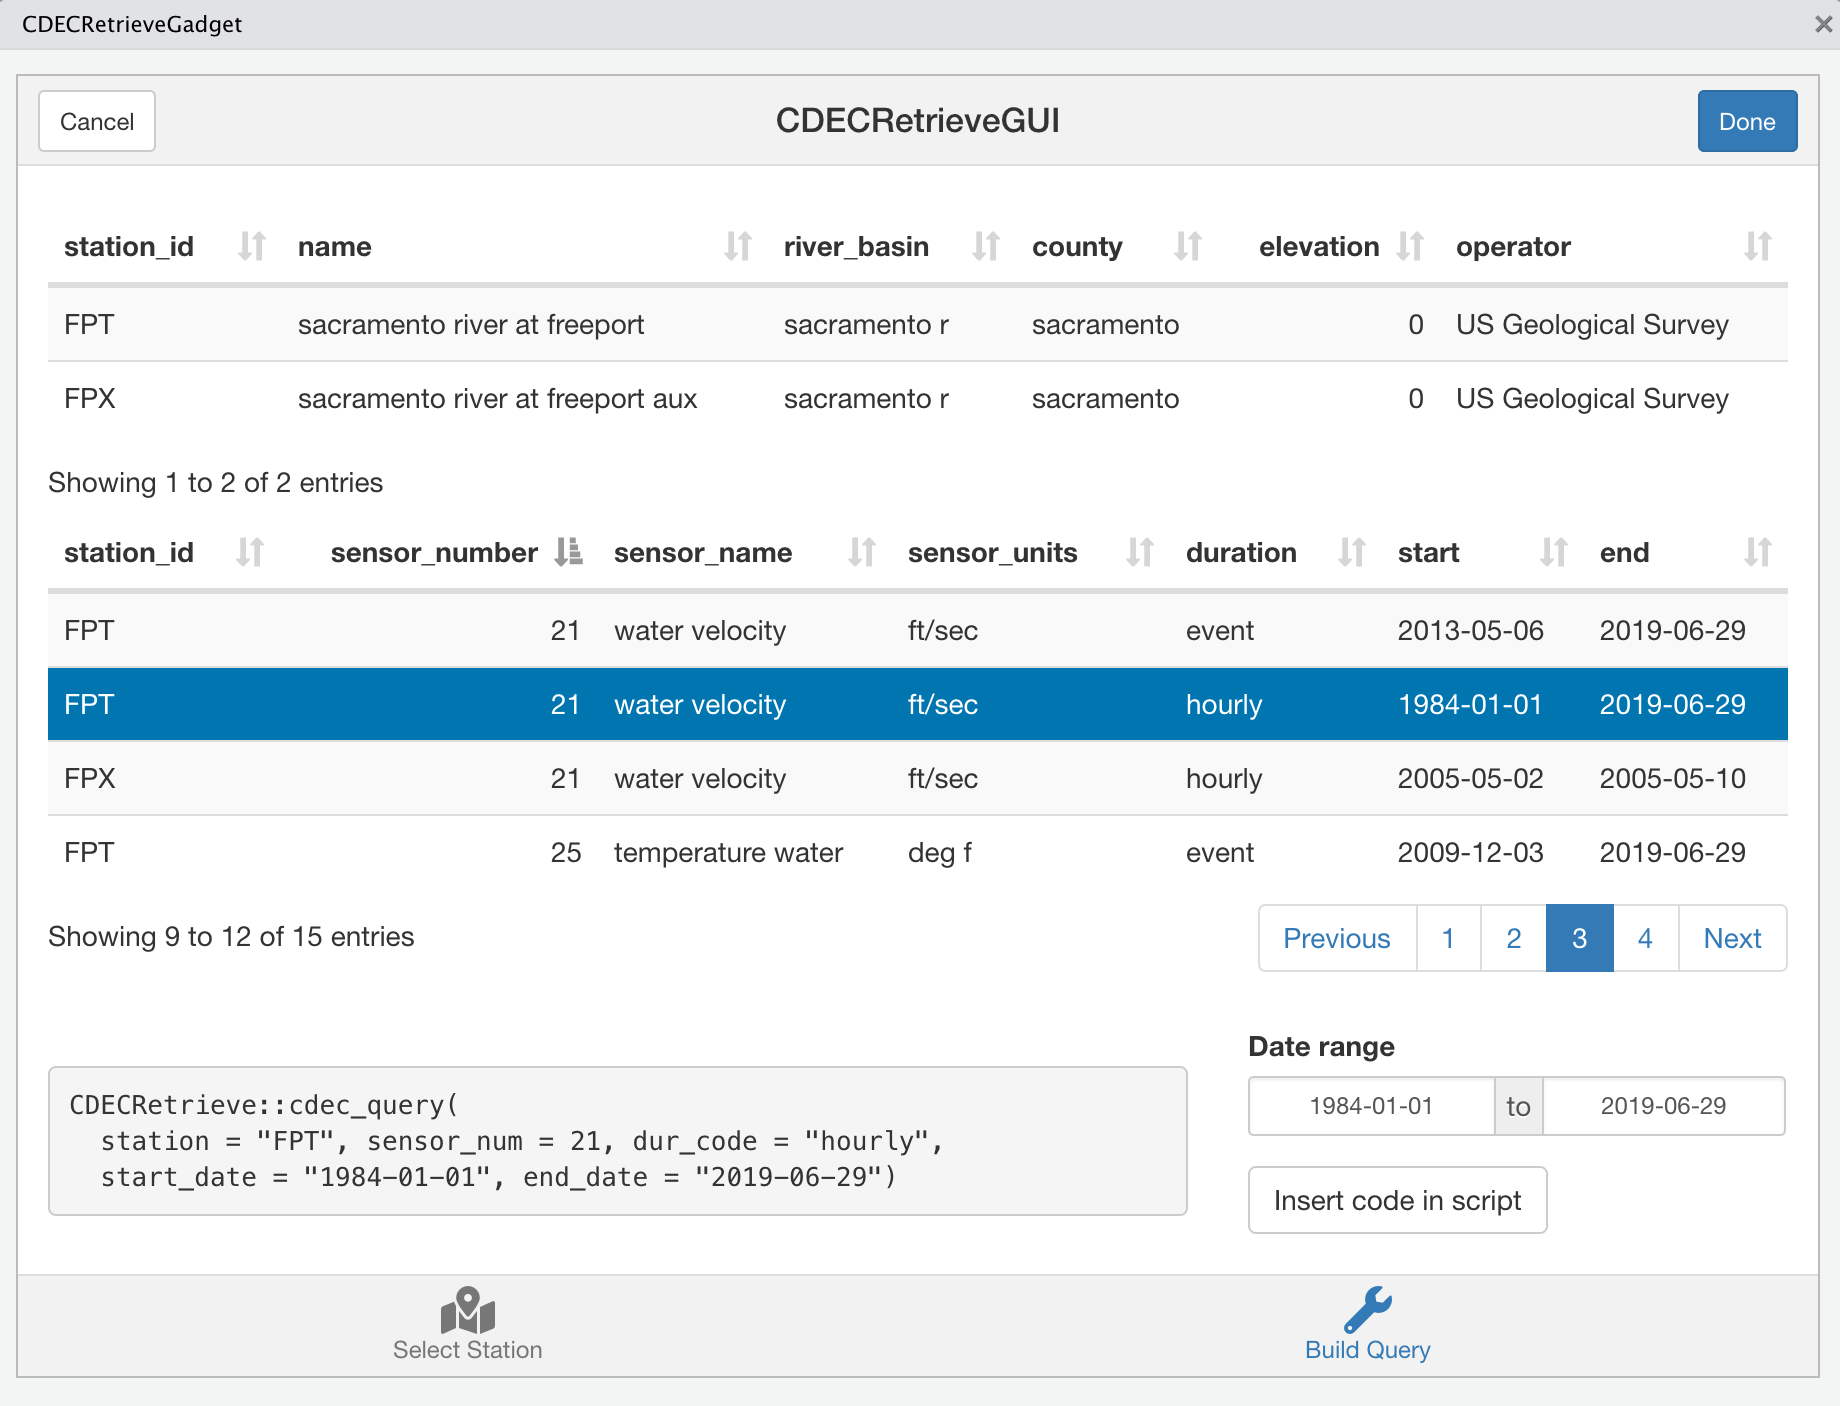 CDECRetrieveGadget
Cancel CDECRetrieveGUI Done
station_id name river_basin county elevation operator
FPT sacramento river at freeport sacramento r sacramento 0 US Geological Survey
FPX sacramento river at freeport aux sacramento r sacramento 0 US Geological Survey
Showing 1 to 2 of 2 entries
station_id sensor_number sensor_name sensor_units duration start end
FPT 21 water velocity ft/sec event 2013-05-06 2019-06-29
FPT 21 water velocity ft/sec hourly 1984-01-01 2019-06-29
FPX 21 water velocity ft/sec hourly 2005-05-02 2005-05-10
FPT 25 temperature water deg f event 2009-12-03 2019-06-29
Showing 9 to 12 of 15 entries
Previous 1 2 3 4 Next
CDECRetrieve::cdec_query(
  station = "FPT", sensor_num = 21, dur_code = "hourly",
  start_date = "1984-01-01", end_date = "2019-06-29")
Date range
1984-01-01 to 2019-06-29
Insert code in script
Select Station
Build Query